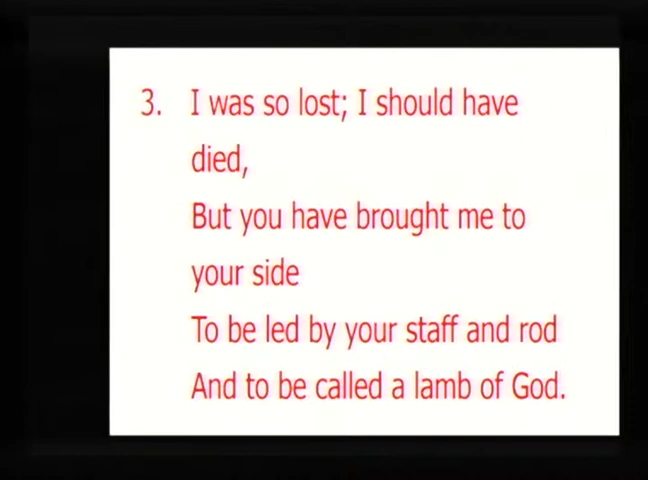 3. I was so lost; I should have
died,
But you have brought me to
your side
To be led by your staff and rod
And to be called a lamb of God.